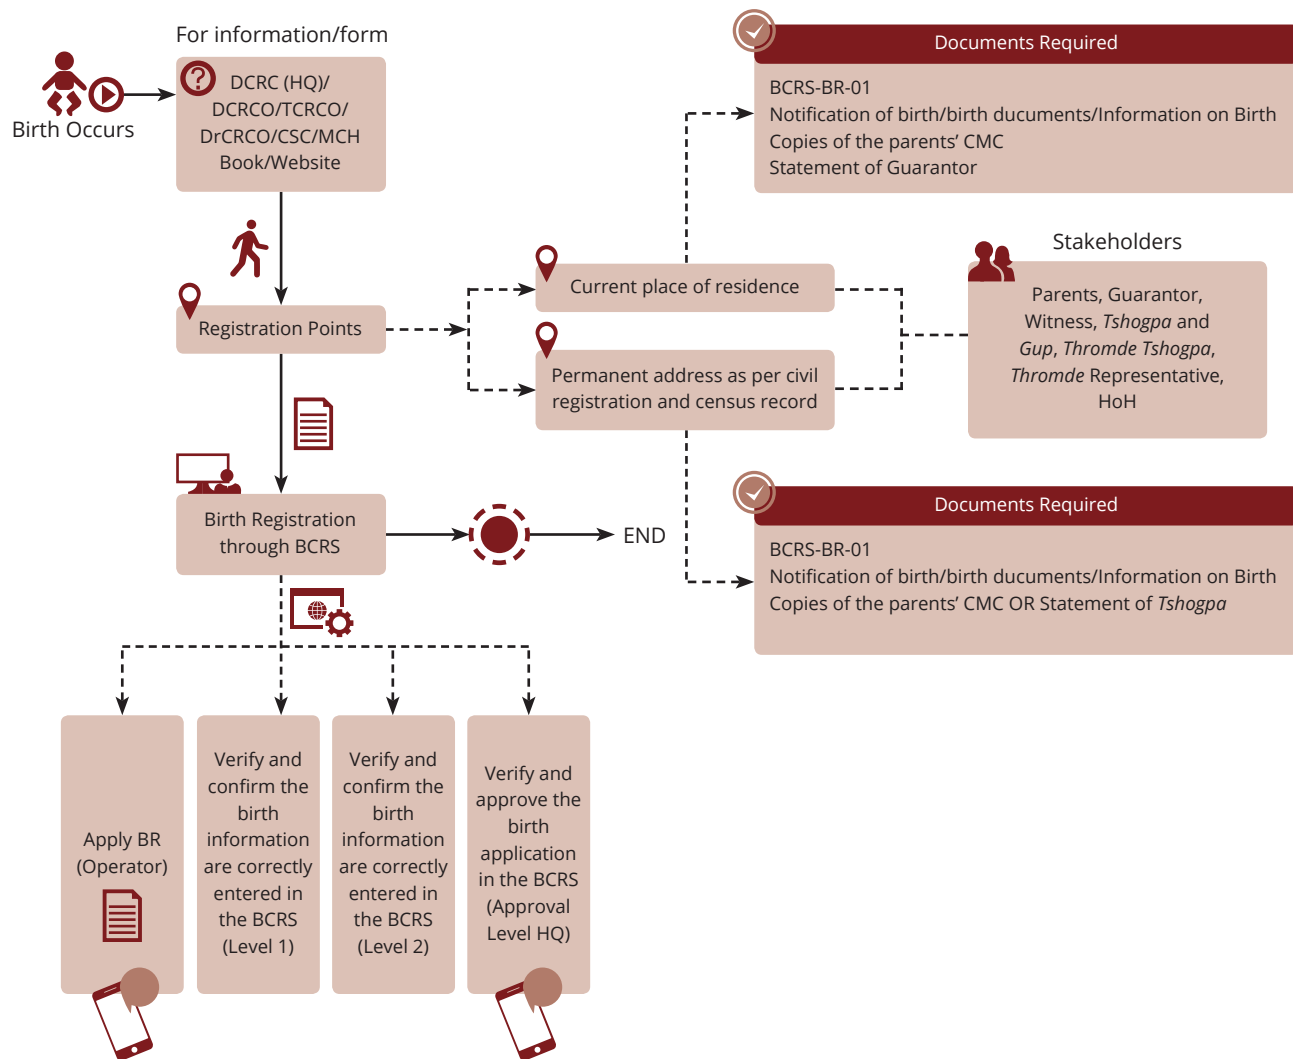 For information/form
Birth Occurs
DCRC (HQ)/
DCRCO/TCRCO/
DrCRCO/CSC/MCH
Book/Website
Documents Required
BCRS-BR-01
Notification of birth/birth ducuments/Information on Birth
Copies of the parents’ CMC
Statement of Guarantor
Registration Points
Current place of residence
Permanent address as per civil
registration and census record
Stakeholders
Parents, Guarantor,
Witness, Tshogpa and
Gup, Thromde Tshogpa,
Thromde Representative,
HoH
Documents Required
BCRS-BR-01
Notification of birth/birth ducuments/Information on Birth
Copies of the parents’ CMC OR Statement of Tshogpa
Birth Registration
through BCRS
END
Apply BR
(Operator)
Verify and
confirm the
birth
information
are correctly
entered in
the BCRS
(Level 1)
Verify and
confirm the
birth
information
are correctly
entered in
the BCRS
(Level 2)
Verify and
approve the
birth
application
in the BCRS
(Approval
Level HQ)